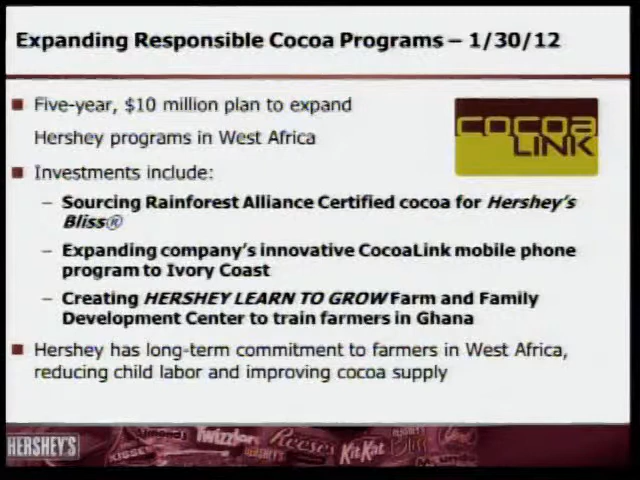 Expanding Responsible Cocoa Programs – 1/30/12
Five-year, $10 million plan to expand
Hershey programs in West Africa
cocoa
LINK
Investments include:
– Sourcing Rainforest Alliance Certified cocoa for Hershey's
Bliss®
– Expanding company's innovative CocoaLink mobile phone
program to Ivory Coast
– Creating HERSHEY LEARN TO GROW Farm and Family
Development Center to train farmers in Ghana
Hershey has long-term commitment to farmers in West Africa,
reducing child labor and improving cocoa supply
HERSHEY'S
KISSES
Almonds
Twizzlers
HERSHEY'S
Reese's
KitKat
Bliss